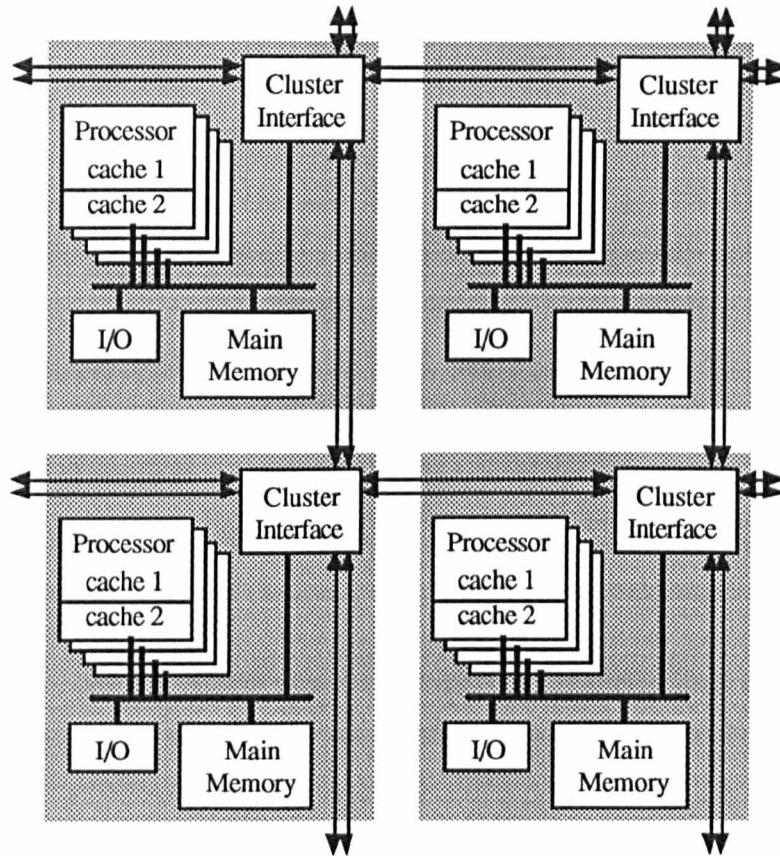 Cluster
Interface
Processor
cache 1
cache 2
I/O
Main
Memory
Cluster
Interface
Processor
cache 1
cache 2
I/O
Main
Memory
Cluster
Interface
Processor
cache 1
cache 2
I/O
Main
Memory
Cluster
Interface
Processor
cache 1
cache 2
I/O
Main
Memory